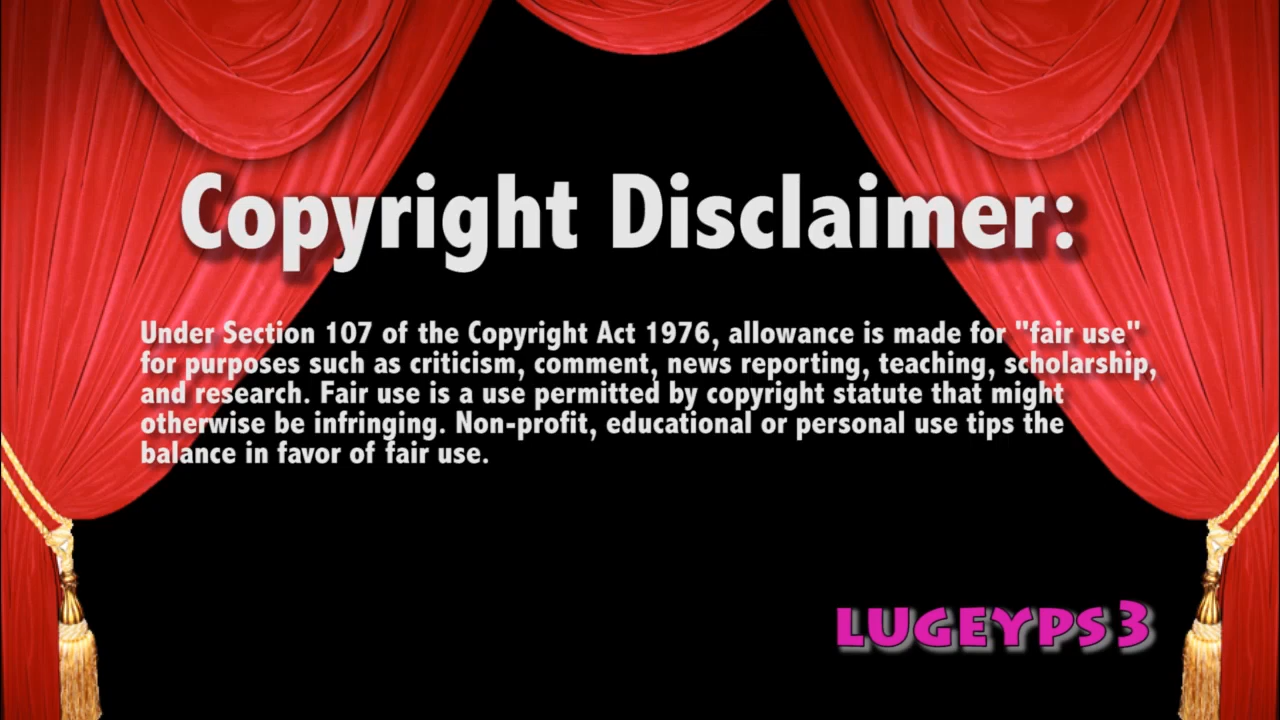 Copyright Disclaimer:
Under Section 107 of the Copyright Act 1976, allowance is made for "fair use"
for purposes such as criticism, comment, news reporting, teaching, scholarship,
and research. Fair use is a use permitted by copyright statute that might
otherwise be infringing. Non-profit, educational or personal use tips the
balance in favor of fair use.
LUGEYPS3